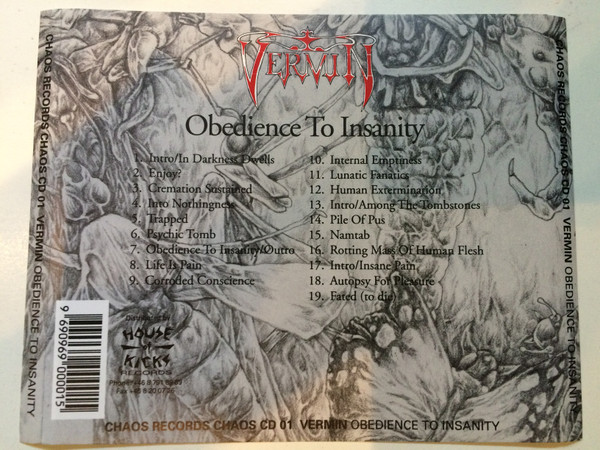 VERMIN
Obedience To Insanity
1. Intro/In Darkness Dwells
2. Enjoy?
3. Cremation Sustained
4. Into Nothingness
5. Trapped
6. Psychic Tomb
7. Obedience To Insanity/Outro
8. Life Is Pain
9. Corroded Conscience
10. Internal Emptiness
11. Lunatic Fanatics
12. Human Extermination
13. Intro/Among The Tombstones
14. Pile Of Pus
15. Namtab
16. Rotting Mass Of Human Flesh
17. Intro/Insane Pain
18. Autopsy For Pleasure
19. Fated (to die)
CHAOS RECORDS CHAOS CD 01 VERMIN OBEDIENCE TO INSANITY
CHAOS RECORDS CHAOS CD 01 VERMIN OBEDIENCE TO INSANITY
9 690969 000015
Distributed by
HOUSE
KICKS
RECORDS
CHAOS RECORDS CHAOS CD 01 VERMIN OBEDIENCE TO INSANITY